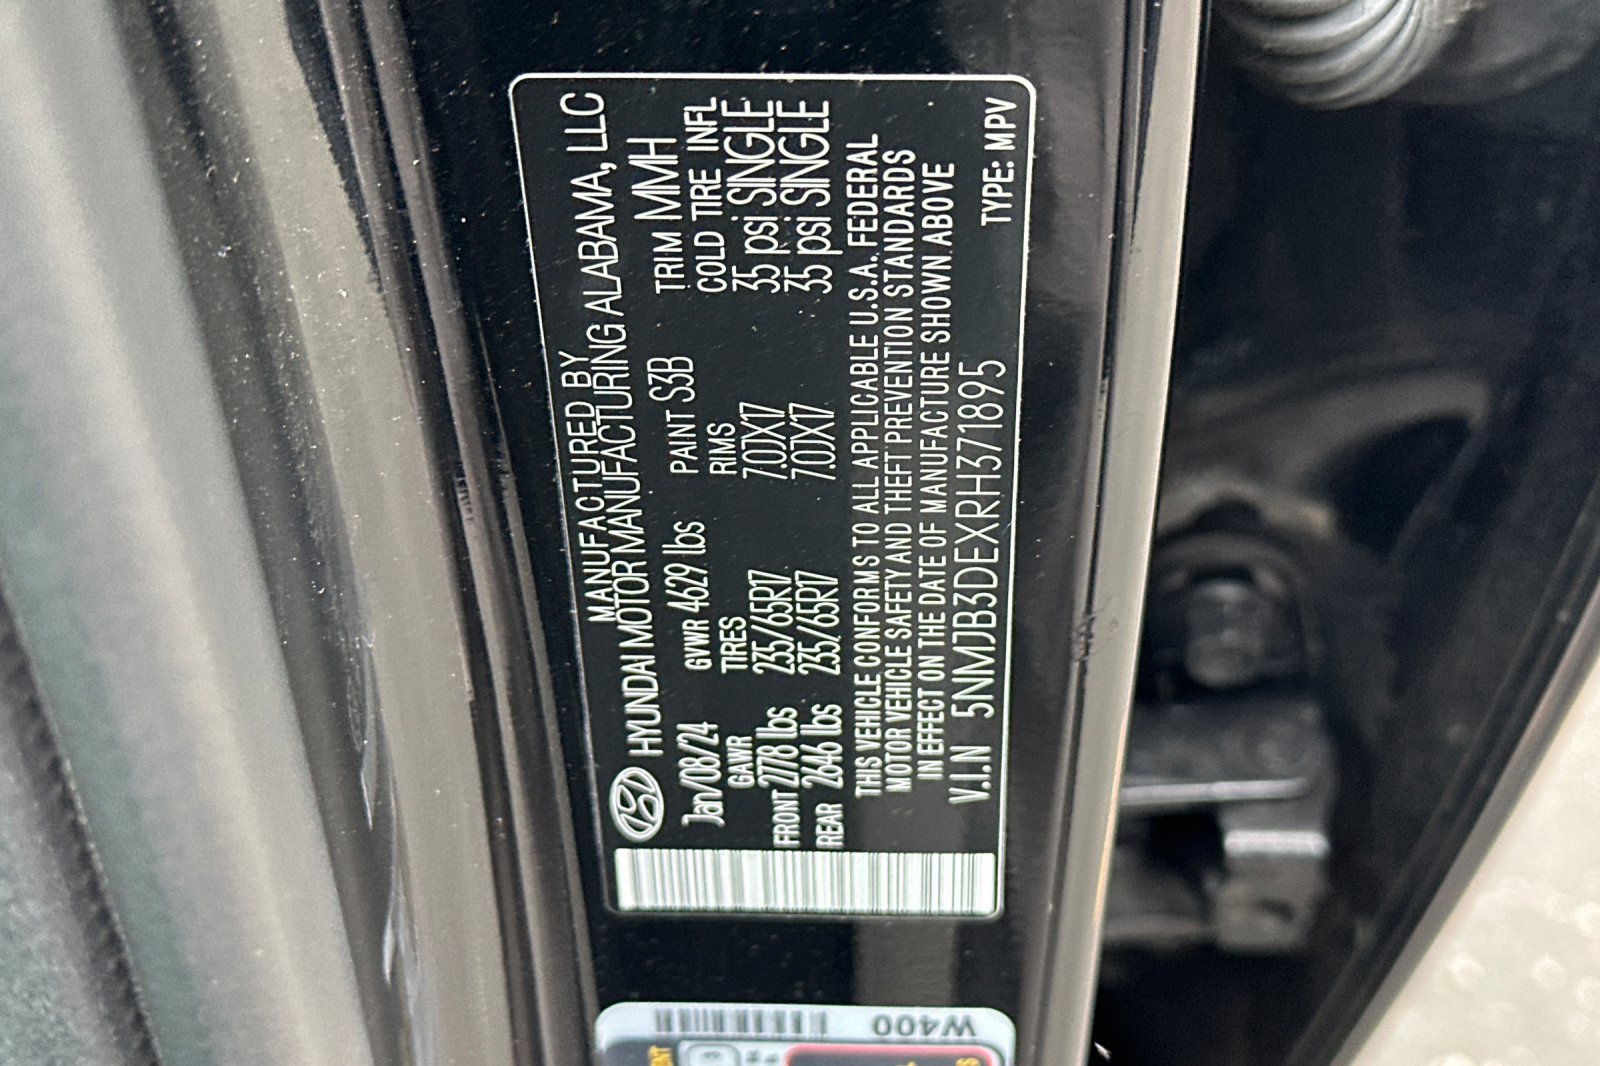 MANUFACTURED BY
HYUNDAI MOTOR MANUFACTURING ALABAMA, LLC
Jan/08/24 GVWR 4629 lbs PAINT S3B TRIM MMH
GAWR TIRES RIMS COLD TIRE INFL
FRONT 2778 lbs 235/65R17 7.0JX17 35 psi SINGLE
REAR 2646 lbs 235/65R17 7.0JX17 35 psi SINGLE
THIS VEHICLE CONFORMS TO ALL APPLICABLE U.S.A. FEDERAL
MOTOR VEHICLE SAFETY AND THEFT PREVENTION STANDARDS
IN EFFECT ON THE DATE OF MANUFACTURE SHOWN ABOVE
V.I.N 5NMJB3DEXRH371895 TYPE: MPV
W400